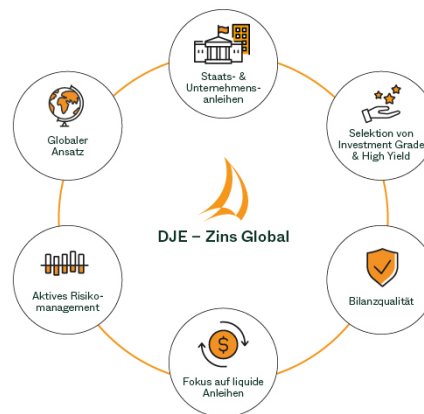 Staats- &
Unternehmens-
anleihen
Globaler
Ansatz
Selektion von
Investment Grade
& High Yield
DJE – Zins Global
Aktives Risiko-
management
Bilanzqualität
$
Fokus auf liquide
Anleihen